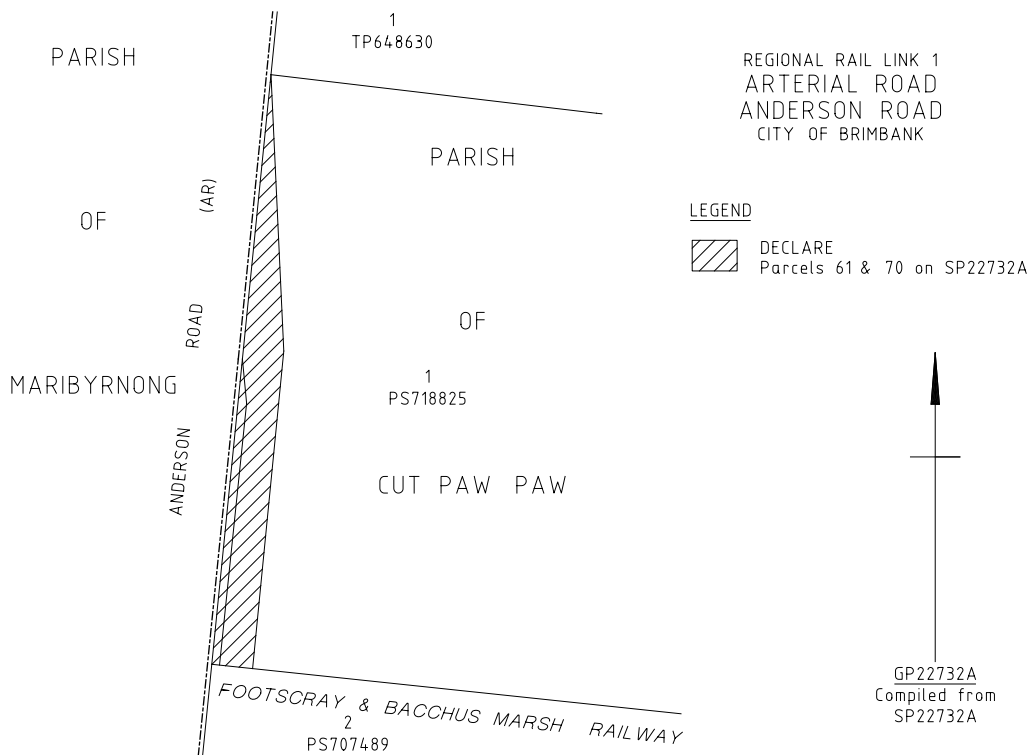 1
TP648630
PARISH
OF
MARIBYRNONG
ANDERSON ROAD (AR)
PARISH
OF
1
PS718825
CUT PAW PAW
FOOTSCRAY & BACCHUS MARSH RAILWAY
2
PS707489
REGIONAL RAIL LINK 1
ARTERIAL ROAD
ANDERSON ROAD
CITY OF BRIMBANK
LEGEND
DECLARE
Parcels 61 & 70 on SP22732A
GP22732A
Compiled from
SP22732A